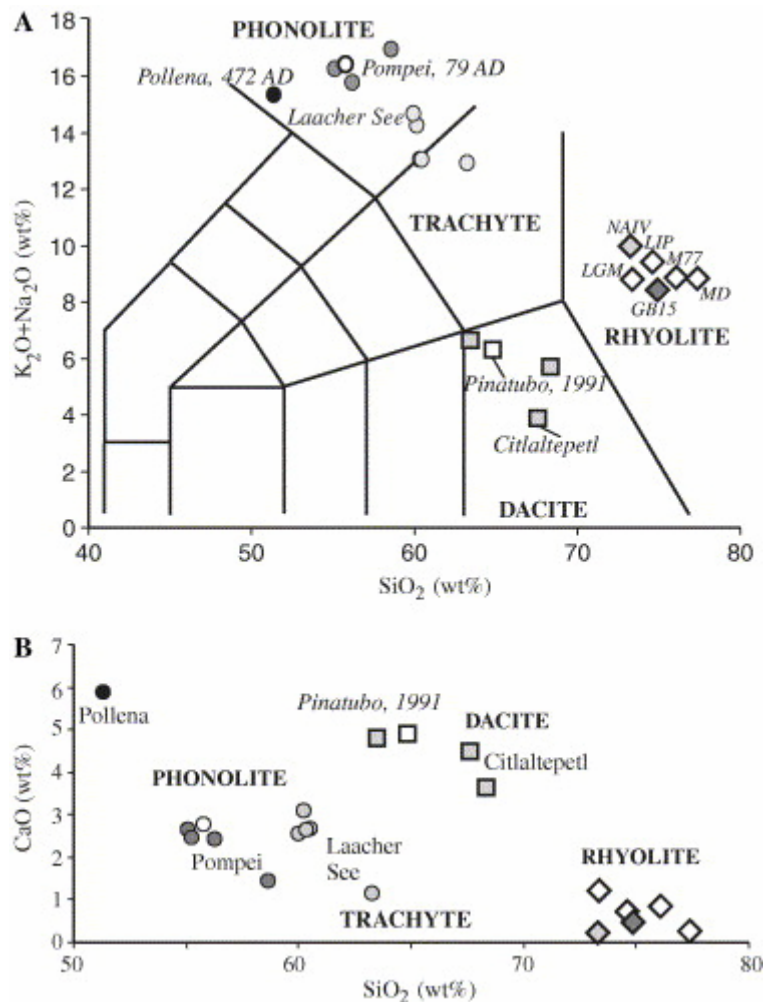 A
18
PHONOLITE
16
Pompei, 79 AD
Pollena, 472 AD
14
Laacher See
12
TRACHYTE
10
NAIV
LIP
M77
LGM
MD
GB15
8
RHYOLITE
6
Pinatubo, 1991
4
Citlaltepetl
2
DACITE
0
K2O+Na2O (wt%)
40 50 60 70 80
SiO2 (wt%)
B
7
6
Pollena
Pinatubo, 1991
5
DACITE
Citlaltepetl
4
PHONOLITE
3
Pompei
Laacher
See
2
RHYOLITE
1
TRACHYTE
0
CaO (wt%)
50 60 70 80
SiO2 (wt%)